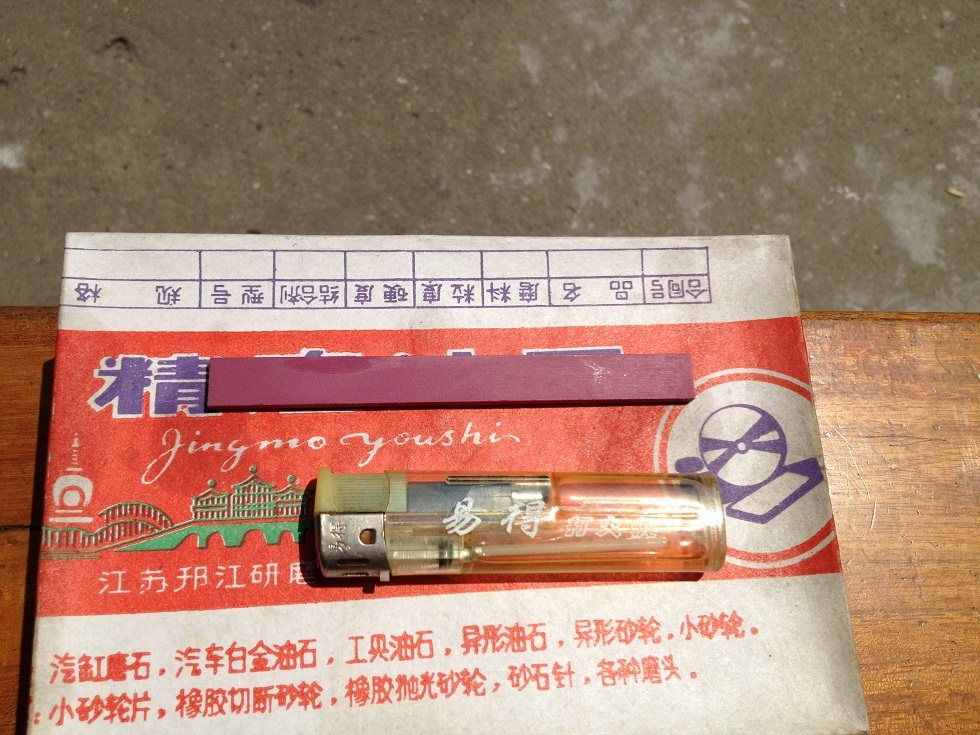 合同号 品名 磨料 粒度 硬度 结合剂 型号 规格
精
Jingmo youshi
易得
易得
江苏邗江研
汽缸磨石，汽车白金油石，工具油石，异形油石，异形砂轮，小砂轮。
：小砂轮片，橡胶切断砂轮，橡胶抛光砂轮，砂石针，各种磨头。